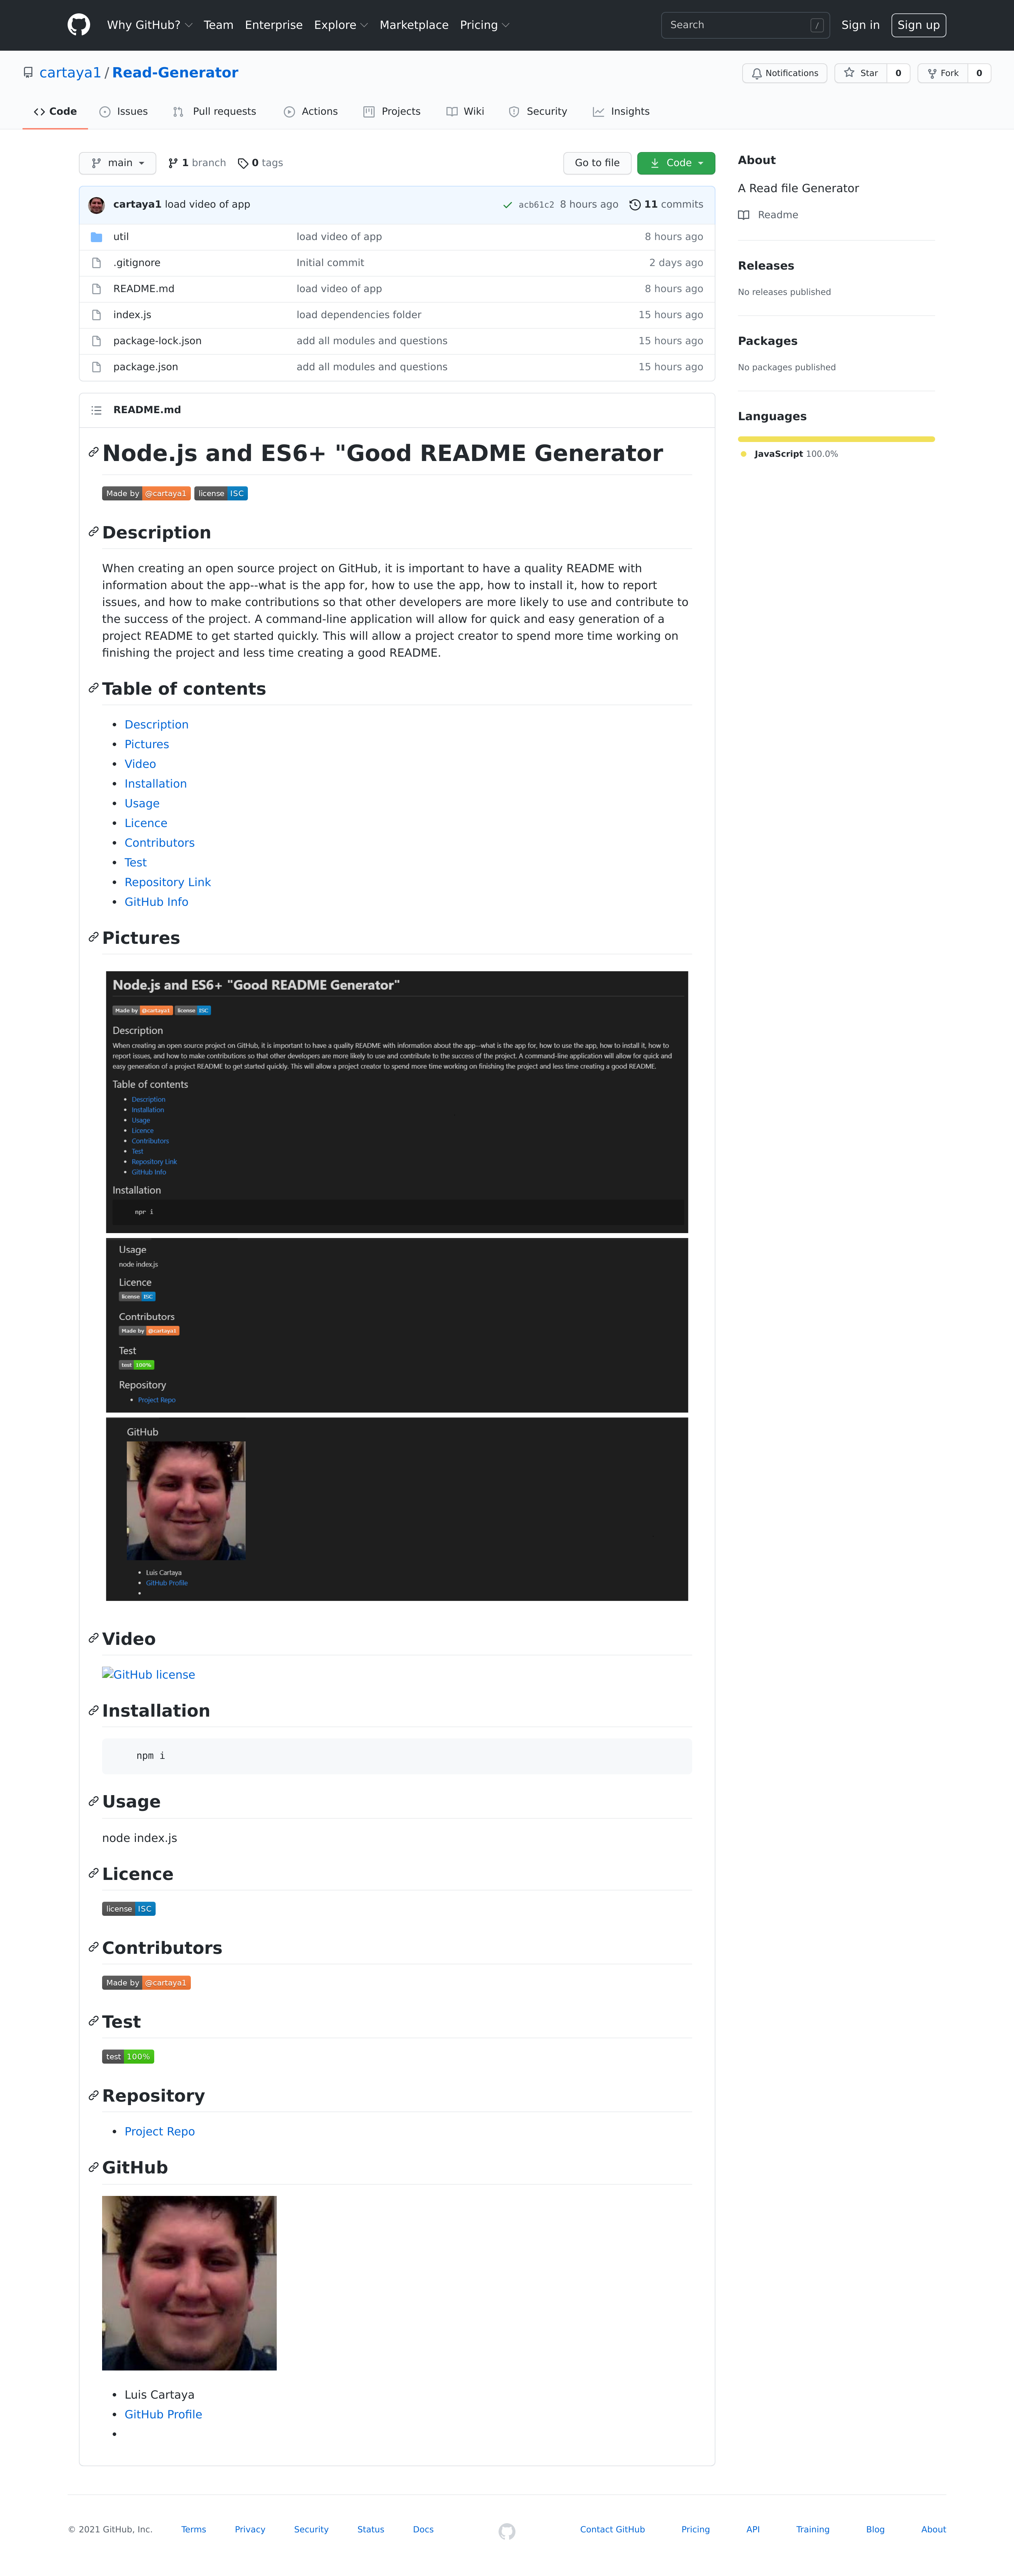 Why GitHub? Team Enterprise Explore Marketplace Pricing Search / Sign in Sign up
cartaya1 / Read-Generator Notifications Star 0 Fork 0
Code Issues Pull requests Actions Projects Wiki Security Insights
main 1 branch 0 tags Go to file Code
cartaya1 load video of app acb61c2 8 hours ago 11 commits
util load video of app 8 hours ago
.gitignore Initial commit 2 days ago
README.md load video of app 8 hours ago
index.js load dependencies folder 15 hours ago
package-lock.json add all modules and questions 15 hours ago
package.json add all modules and questions 15 hours ago
About
A Read file Generator
Readme
Releases
No releases published
Packages
No packages published
Languages
JavaScript 100.0%
README.md
Node.js and ES6+ "Good README Generator
Made by @cartaya1 license ISC
Description
When creating an open source project on GitHub, it is important to have a quality README with
information about the app--what is the app for, how to use the app, how to install it, how to report
issues, and how to make contributions so that other developers are more likely to use and contribute to
the success of the project. A command-line application will allow for quick and easy generation of a
project README to get started quickly. This will allow a project creator to spend more time working on
finishing the project and less time creating a good README.
Table of contents
Description
Pictures
Video
Installation
Usage
Licence
Contributors
Test
Repository Link
GitHub Info
Pictures
Node.js and ES6+ "Good README Generator"
Made by @cartaya1 license ISC
Description
When creating an open source project on GitHub, it is important to have a quality README with information about the app--what is the app for, how to use the app, how to install it, how to
report issues, and how to make contributions so that other developers are more likely to use and contribute to the success of the project. A command-line application will allow for quick and
easy generation of a project README to get started quickly. This will allow a project creator to spend more time working on finishing the project and less time creating a good README.
Table of contents
Description
Installation
Usage
Licence
Contributors
Test
Repository Link
GitHub Info
Installation
npr i
Usage
node index.js
Licence
license ISC
Contributors
Made by @cartaya1
Test
test 100%
Repository
Project Repo
GitHub
Luis Cartaya
GitHub Profile
Video
GitHub license
Installation
npm i
Usage
node index.js
Licence
license ISC
Contributors
Made by @cartaya1
Test
test 100%
Repository
Project Repo
GitHub
Luis Cartaya
GitHub Profile
© 2021 GitHub, Inc. Terms Privacy Security Status Docs Contact GitHub Pricing API Training Blog About